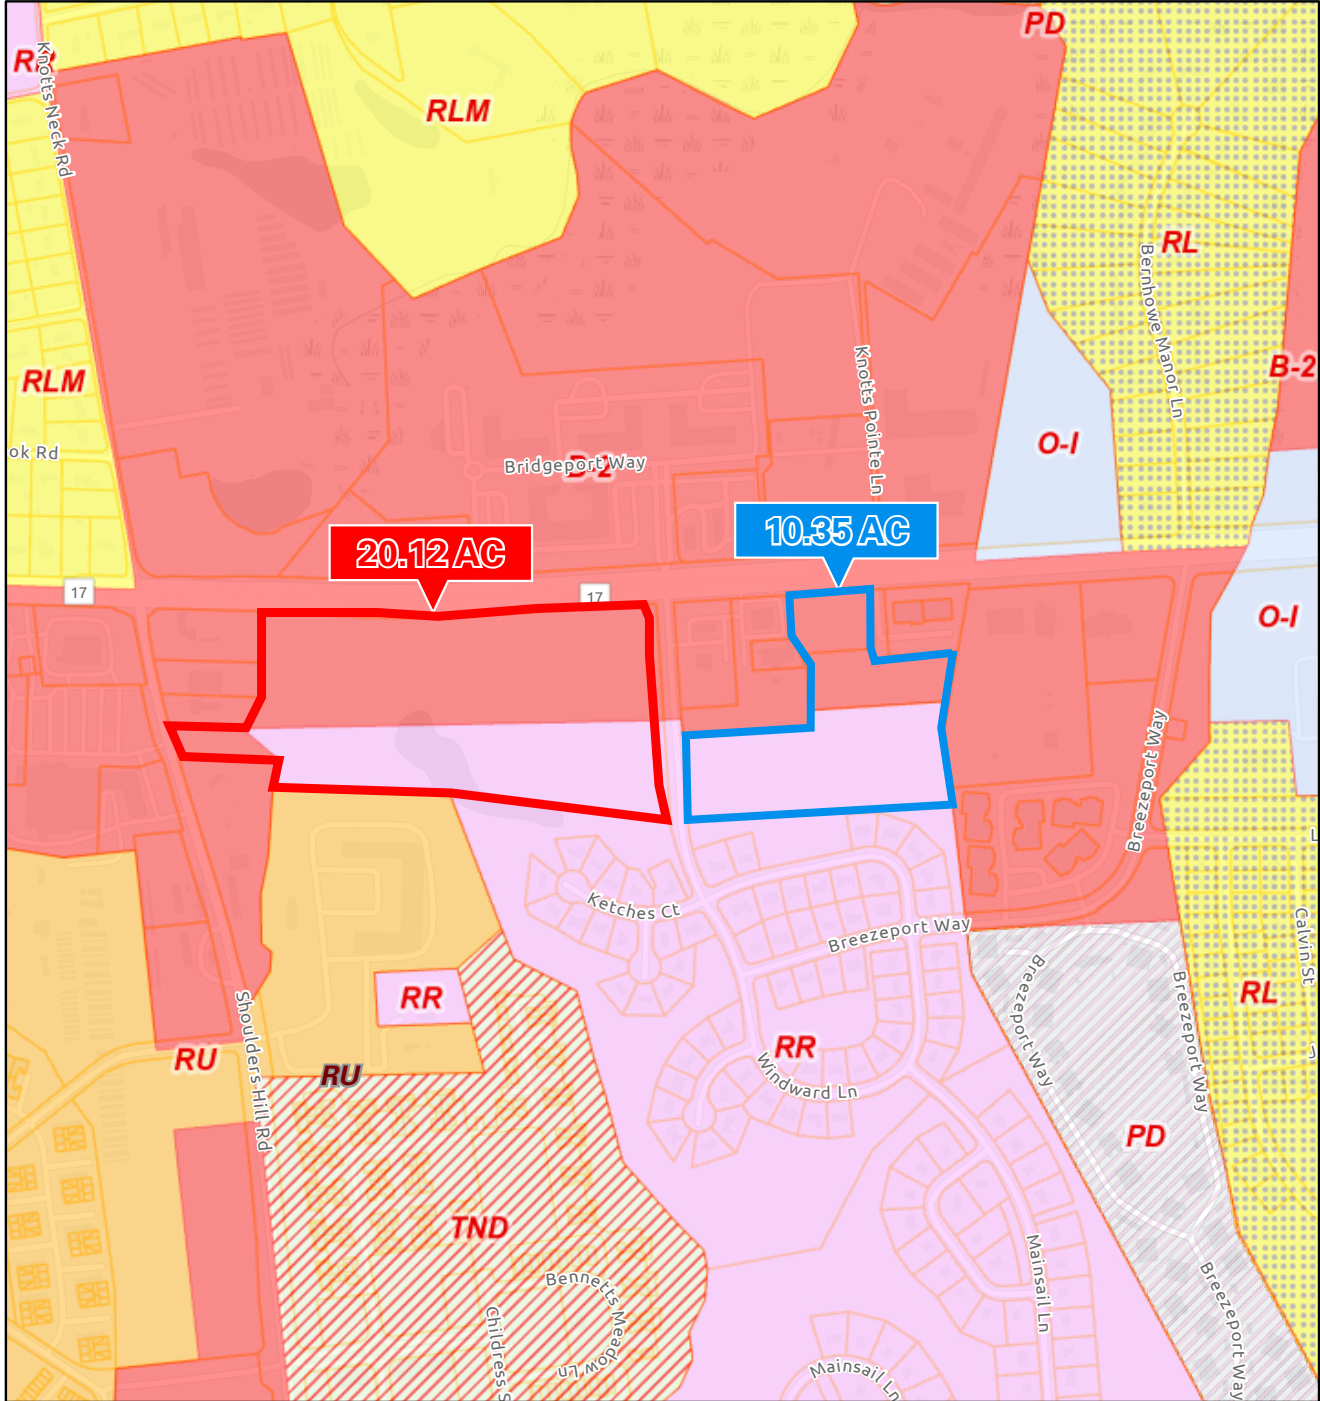 PD
RR
Knotts Neck Rd
RLM
RL
Bernhowe Manor Ln
Knotts Pointe Ln
B-2
RLM
O-I
ok Rd
Bridgeport Way
B-2
10.35 AC
20.12 AC
17
17
O-I
Breezeport Way
Ketches Ct
Breezeport Way
Calvin St
RR
Breezeport Way
Breezeport Way
RL
Shoulders Hill Rd
RU
RU
RR
Windward Ln
PD
TND
Mainsail Ln
Bennetts Meadow Ln
Childress S
Breezeport Way
Mainsail Ln